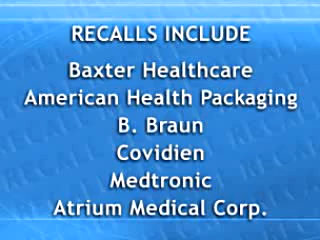 RECALLS INCLUDE
Baxter Healthcare
American Health Packaging
B. Braun
Covidien
Medtronic
Atrium Medical Corp.